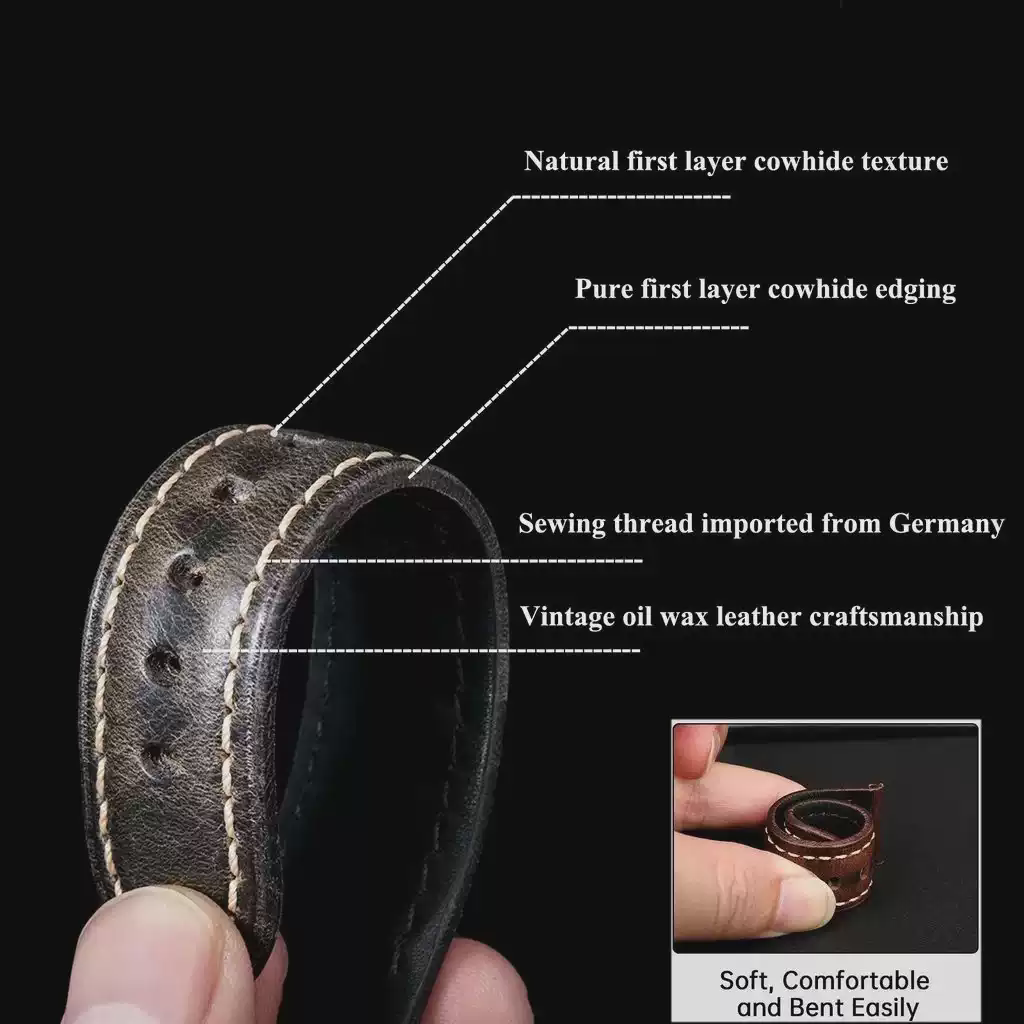 Natural first layer cowhide texture
Pure first layer cowhide edging
Sewing thread imported from Germany
Vintage oil wax leather craftsmanship
Soft, Comfortable
and Bent Easily